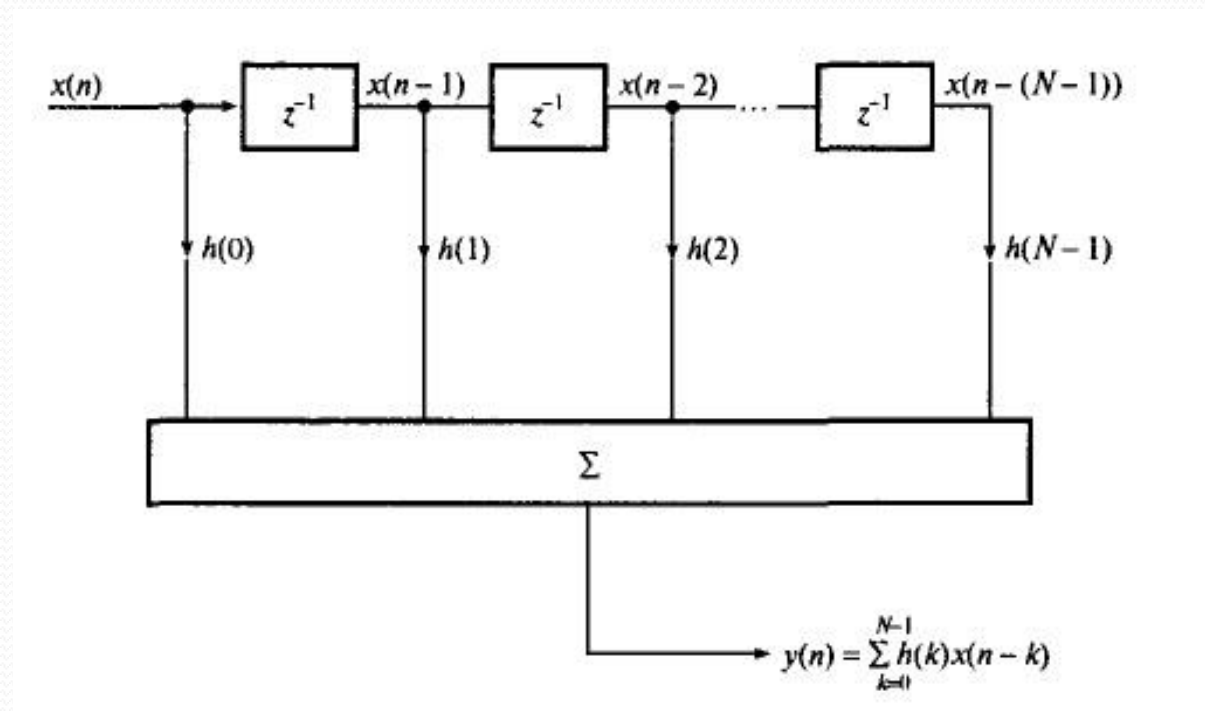 x(n) z⁻¹ x(n – 1) z⁻¹ x(n – 2) ... z⁻¹ x(n – (N – 1))
h(0) h(1) h(2) h(N – 1)
Σ
y(n) = Σ_{k=0}^{N–1} h(k)x(n – k)